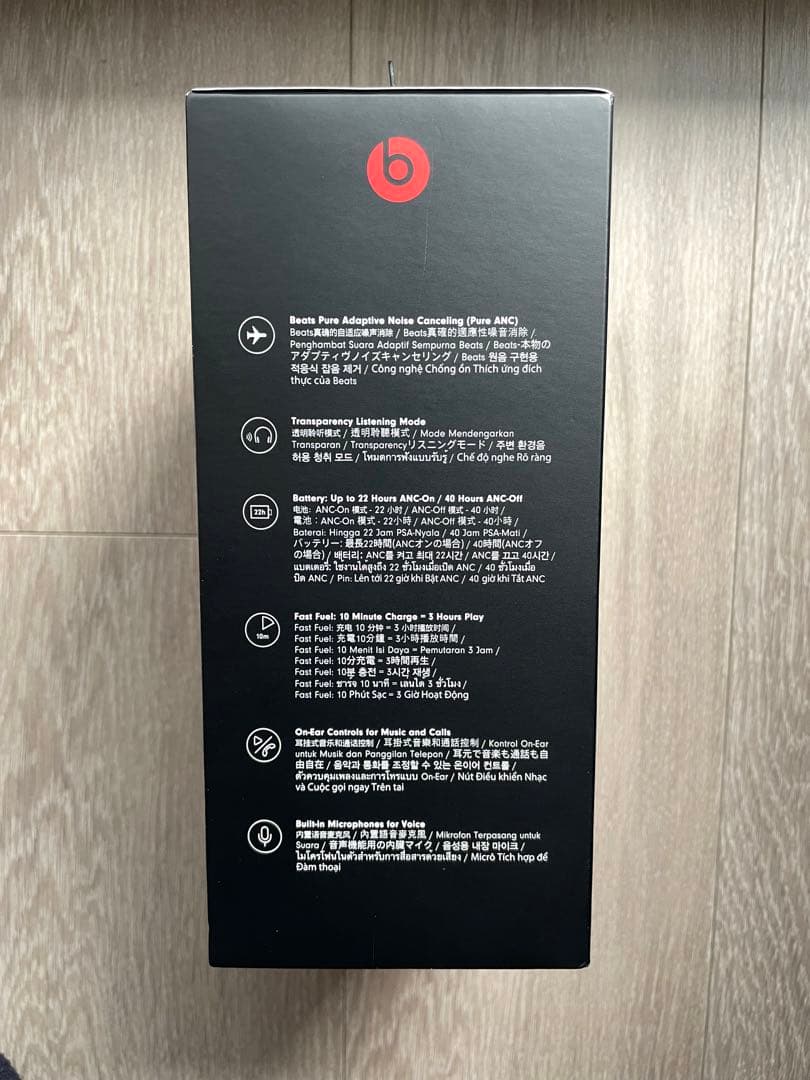 b
Beats Pure Adaptive Noise Canceling (Pure ANC)
Beats真确的自适应噪声消除 / Beats真確的適應性噪音消除 /
Penghambat Suara Adaptif Sempurna Beats / Beats-本物の
アダプティヴノイズキャンセリング / Beats 원음 구현용
적응식 잡음 제거 / Công nghệ Chống ồn Thích ứng đích
thực của Beats
Transparency Listening Mode
透明聆听模式 / 透明聆聽模式 / Mode Mendengarkan
Transparan / Transparencyリスニングモード / 주변 환경음
허용 청취 모드 / โหมดการฟังแบบรับรู้ / Chế độ nghe Rõ ràng
22h
Battery: Up to 22 Hours ANC-On / 40 Hours ANC-Off
电池: ANC-On 模式 - 22 小时 / ANC-Off 模式 - 40 小时 /
電池：ANC-On 模式 - 22小時 / ANC-Off 模式 - 40小時 /
Baterai: Hingga 22 Jam PSA-Nyala / 40 Jam PSA-Mati /
バッテリー: 最長22時間(ANCオンの場合) / 40時間(ANCオフ
の場合) / 배터리: ANC를 켜고 최대 22시간 / ANC를 끄고 40시간 /
แบตเตอรี่: ใช้งานได้สูงถึง 22 ชั่วโมงเมื่อเปิด ANC / 40 ชั่วโมงเมื่อ
ปิด ANC / Pin: Lên tới 22 giờ khi Bật ANC / 40 giờ khi Tắt ANC
10m
Fast Fuel: 10 Minute Charge = 3 Hours Play
Fast Fuel: 充电 10 分钟 = 3 小时播放时间 /
Fast Fuel: 充電10分鐘 = 3小時播放時間 /
Fast Fuel: 10 Menit Isi Daya = Pemutaran 3 Jam /
Fast Fuel: 10分充電 = 3時間再生 /
Fast Fuel: 10분 충전 = 3시간 재생 /
Fast Fuel: ชาร์จ 10 นาที = เล่นได้ 3 ชั่วโมง /
Fast Fuel: 10 Phút Sạc = 3 Giờ Hoạt Động
On-Ear Controls for Music and Calls
耳挂式音乐和通话控制 / 耳掛式音樂和通話控制 / Kontrol On-Ear
untuk Musik dan Panggilan Telepon / 耳元で音楽も通話も自
由自在 / 음악과 통화를 조정할 수 있는 온이어 컨트롤 /
ตัวควบคุมเพลงและการโทรแบบ On-Ear / Nút Điều khiển Nhạc
và Cuộc gọi ngay Trên tai
Built-in Microphones for Voice
内置语音麦克风 / 內置語音麥克風 / Mikrofon Terpasang untuk
Suara / 音声機能用の内臓マイク / 음성용 내장 마이크 /
ไมโครโฟนในตัวสำหรับการสื่อสารด้วยเสียง / Micrô Tích hợp để
Đàm thoại